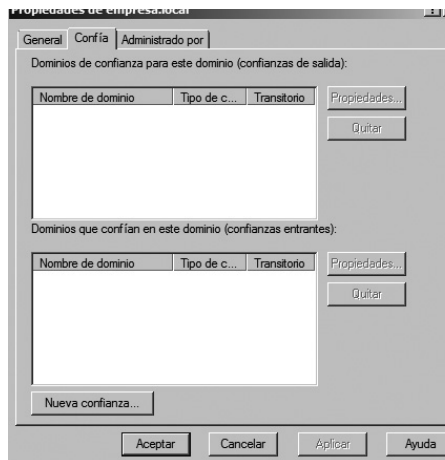 Propiedades de empresa.local
General Confía Administrado por
Dominios de confianza para este dominio (confianzas de salida):
Nombre de dominio Tipo de c... Transitorio Propiedades...
Quitar
Dominios que confían en este dominio (confianzas entrantes):
Nombre de dominio Tipo de c... Transitorio Propiedades...
Quitar
Nueva confianza...
Aceptar Cancelar Aplicar Ayuda